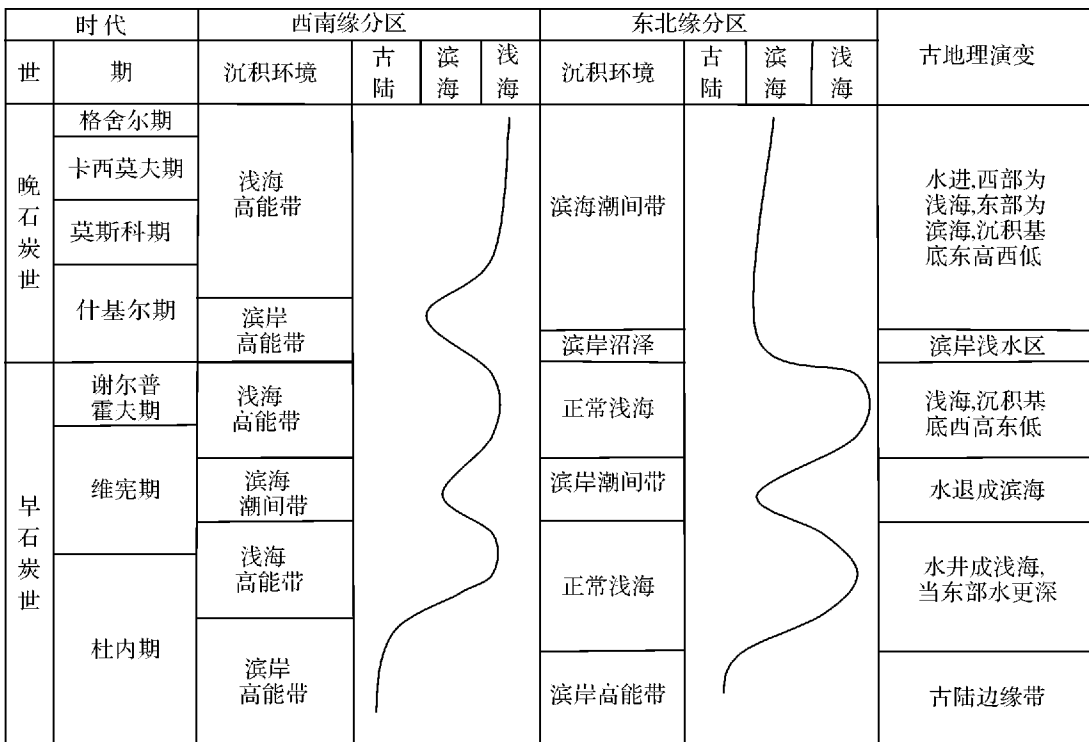 时代
西南缘分区
东北缘分区
古地理演变
世
期
沉积环境
古陆
滨海
浅海
沉积环境
古陆
滨海
浅海
晚石炭世
格舍尔期
卡西莫夫期
莫斯科期
什基尔期
浅海
高能带
滨岸
高能带
滨海潮间带
滨岸沼泽
水进,西部为
浅海,东部为
滨海,沉积基
底东高西低
滨岸浅水区
早石炭世
谢尔普
霍夫期
维宪期
杜内期
浅海
高能带
滨海
潮间带
浅海
高能带
滨岸
高能带
正常浅海
滨岸潮间带
正常浅海
滨岸高能带
浅海,沉积基
底西高东低
水退成滨海
水井成浅海,
当东部水更深
古陆边缘带